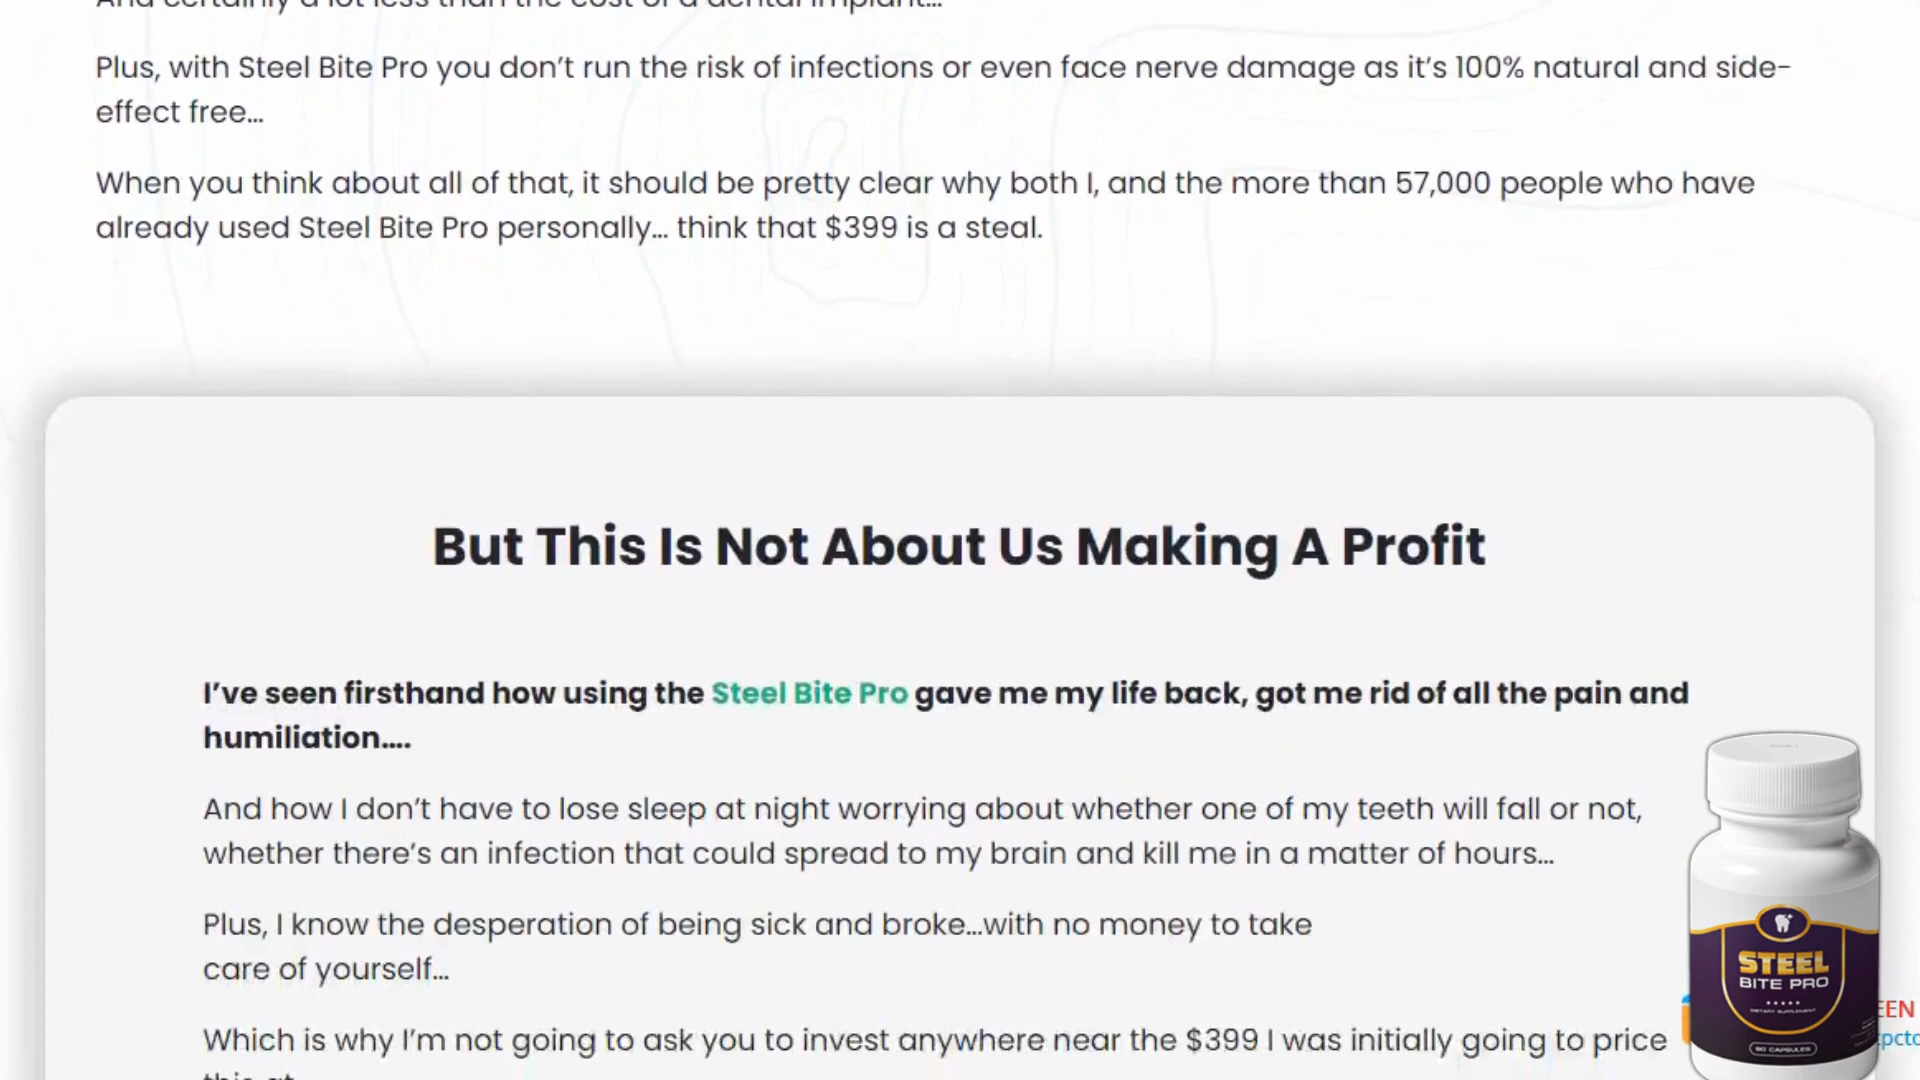 Plus, with Steel Bite Pro you don’t run the risk of infections or even face nerve damage as it’s 100% natural and side-
effect free…
When you think about all of that, it should be pretty clear why both I, and the more than 57,000 people who have
already used Steel Bite Pro personally… think that $399 is a steal.
But This Is Not About Us Making A Profit
I’ve seen firsthand how using the Steel Bite Pro gave me my life back, got me rid of all the pain and
humiliation….
And how I don’t have to lose sleep at night worrying about whether one of my teeth will fall or not,
whether there’s an infection that could spread to my brain and kill me in a matter of hours…
Plus, I know the desperation of being sick and broke…with no money to take
care of yourself…
Which is why I’m not going to ask you to invest anywhere near the $399 I was initially going to price
STEEL
BITE PRO
DIETARY SUPPLEMENT
60 CAPSULES